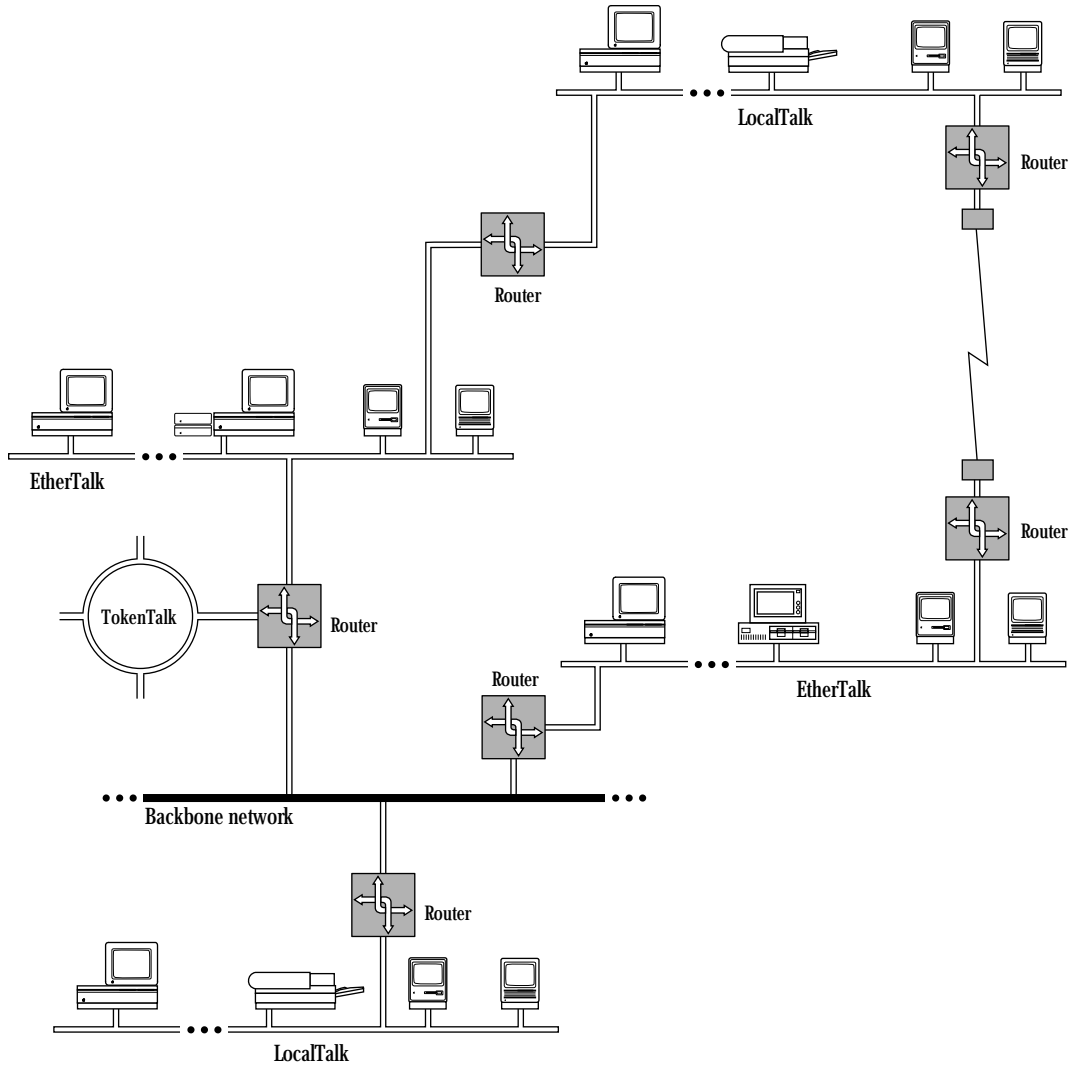 LocalTalk
Router
Router
EtherTalk
Router
TokenTalk
Router
Router
EtherTalk
Backbone network
Router
LocalTalk